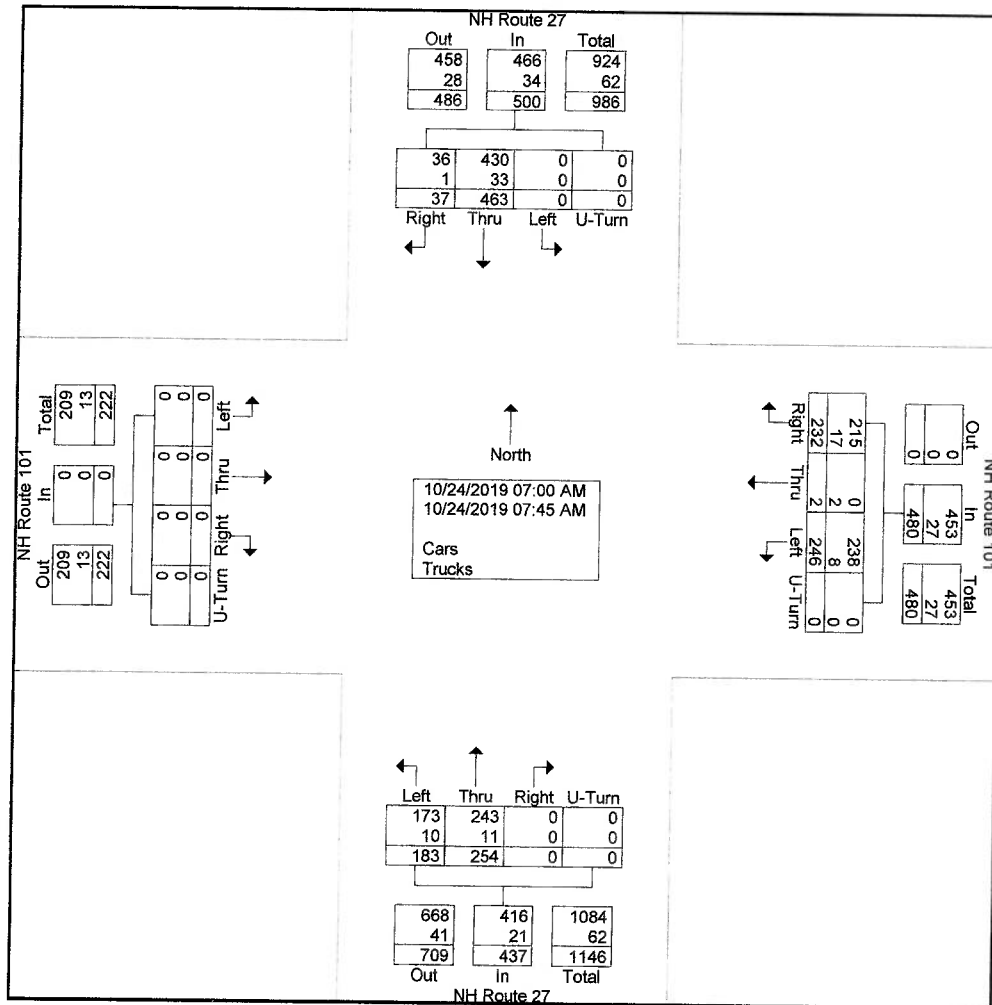 NH Route 27
Out In Total
458 466 924
28 34 62
486 500 986
36 430 0 0
1 33 0 0
37 463 0 0
Right Thru Left U-Turn
NH Route 101
Total In Out
209 0 209
13 0 13
222 0 222
Left Thru Right U-Turn
0 0 0 0
0 0 0 0
0 0 0 0
North
10/24/2019 07:00 AM
10/24/2019 07:45 AM
Cars
Trucks
Right Thru Left U-Turn
215 0 238 0
17 2 8 0
232 2 246 0
Out In Total
0 453 453
0 27 27
0 480 480
NH Route 101
Left Thru Right U-Turn
173 243 0 0
10 11 0 0
183 254 0 0
668 416 1084
41 21 62
709 437 1146
Out In Total
NH Route 27